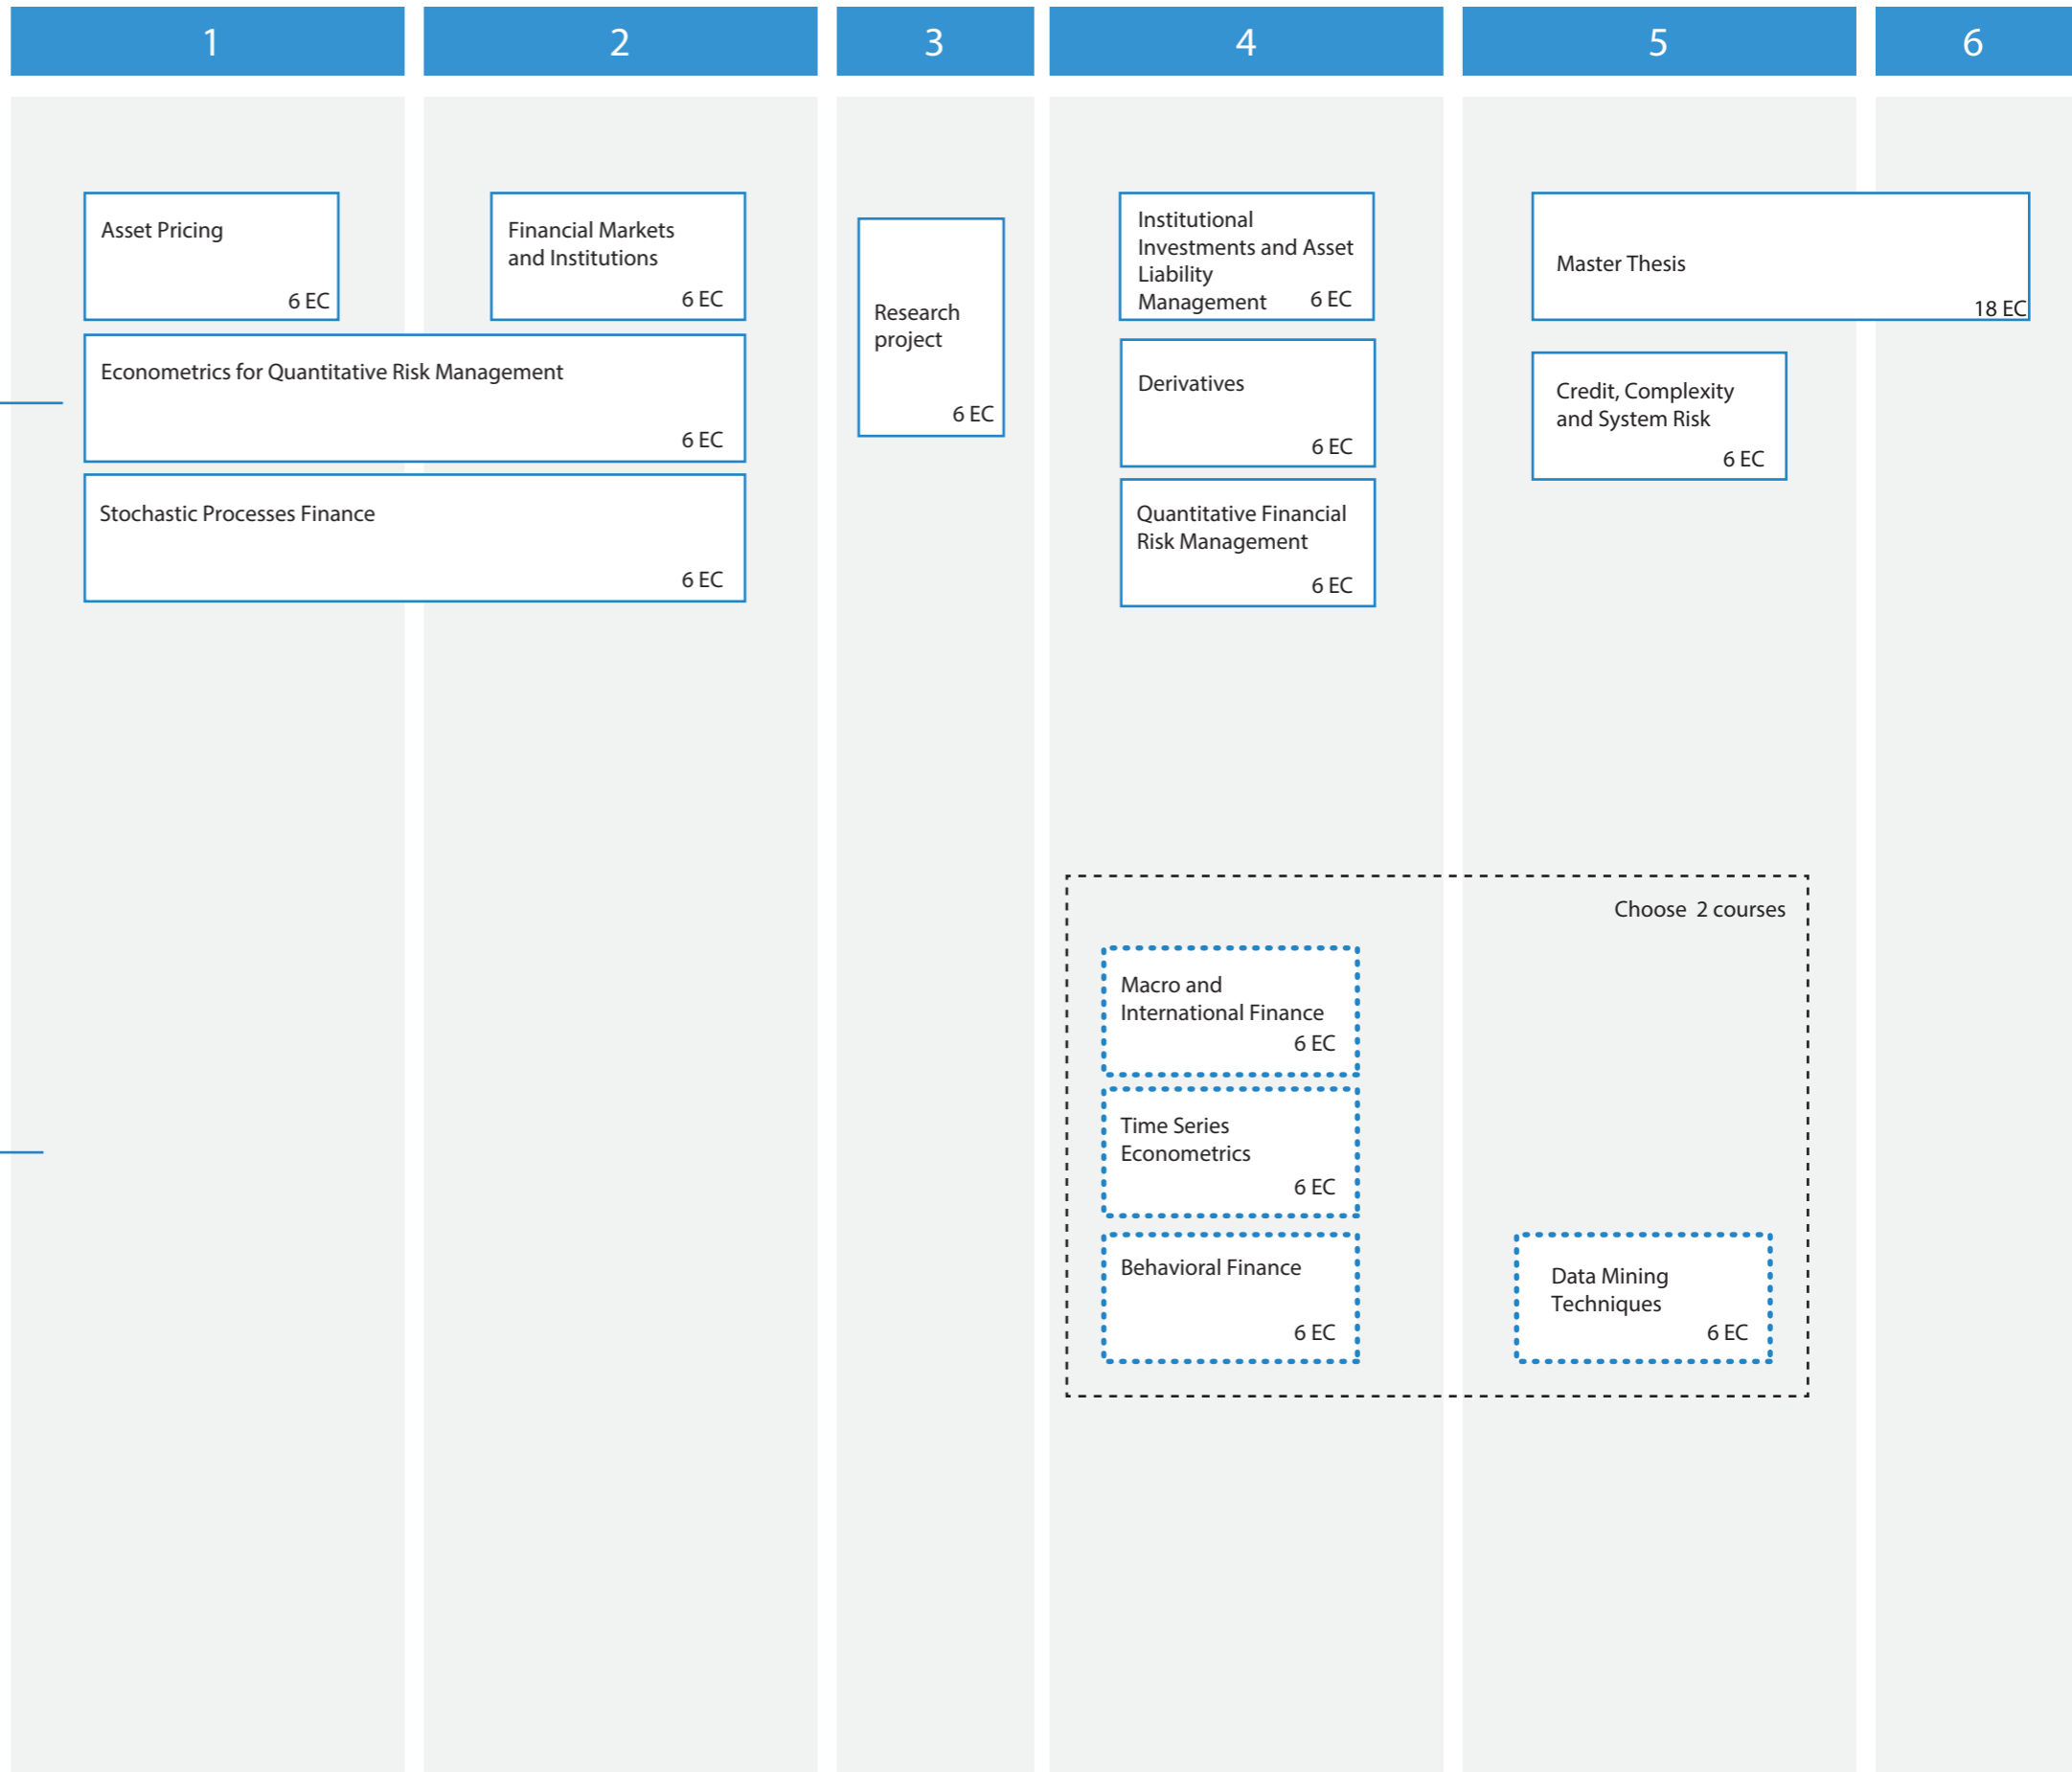 1
2
3
4
5
6
Asset Pricing
6 EC
Financial Markets
and Institutions
6 EC
Econometrics for Quantitative Risk Management
6 EC
Stochastic Processes Finance
6 EC
Research
project
6 EC
Institutional
Investments and Asset
Liability
Management 6 EC
Derivatives
6 EC
Quantitative Financial
Risk Management
6 EC
Master Thesis
18 EC
Credit, Complexity
and System Risk
6 EC
Choose 2 courses
Macro and
International Finance
6 EC
Time Series
Econometrics
6 EC
Behavioral Finance
6 EC
Data Mining
Techniques
6 EC